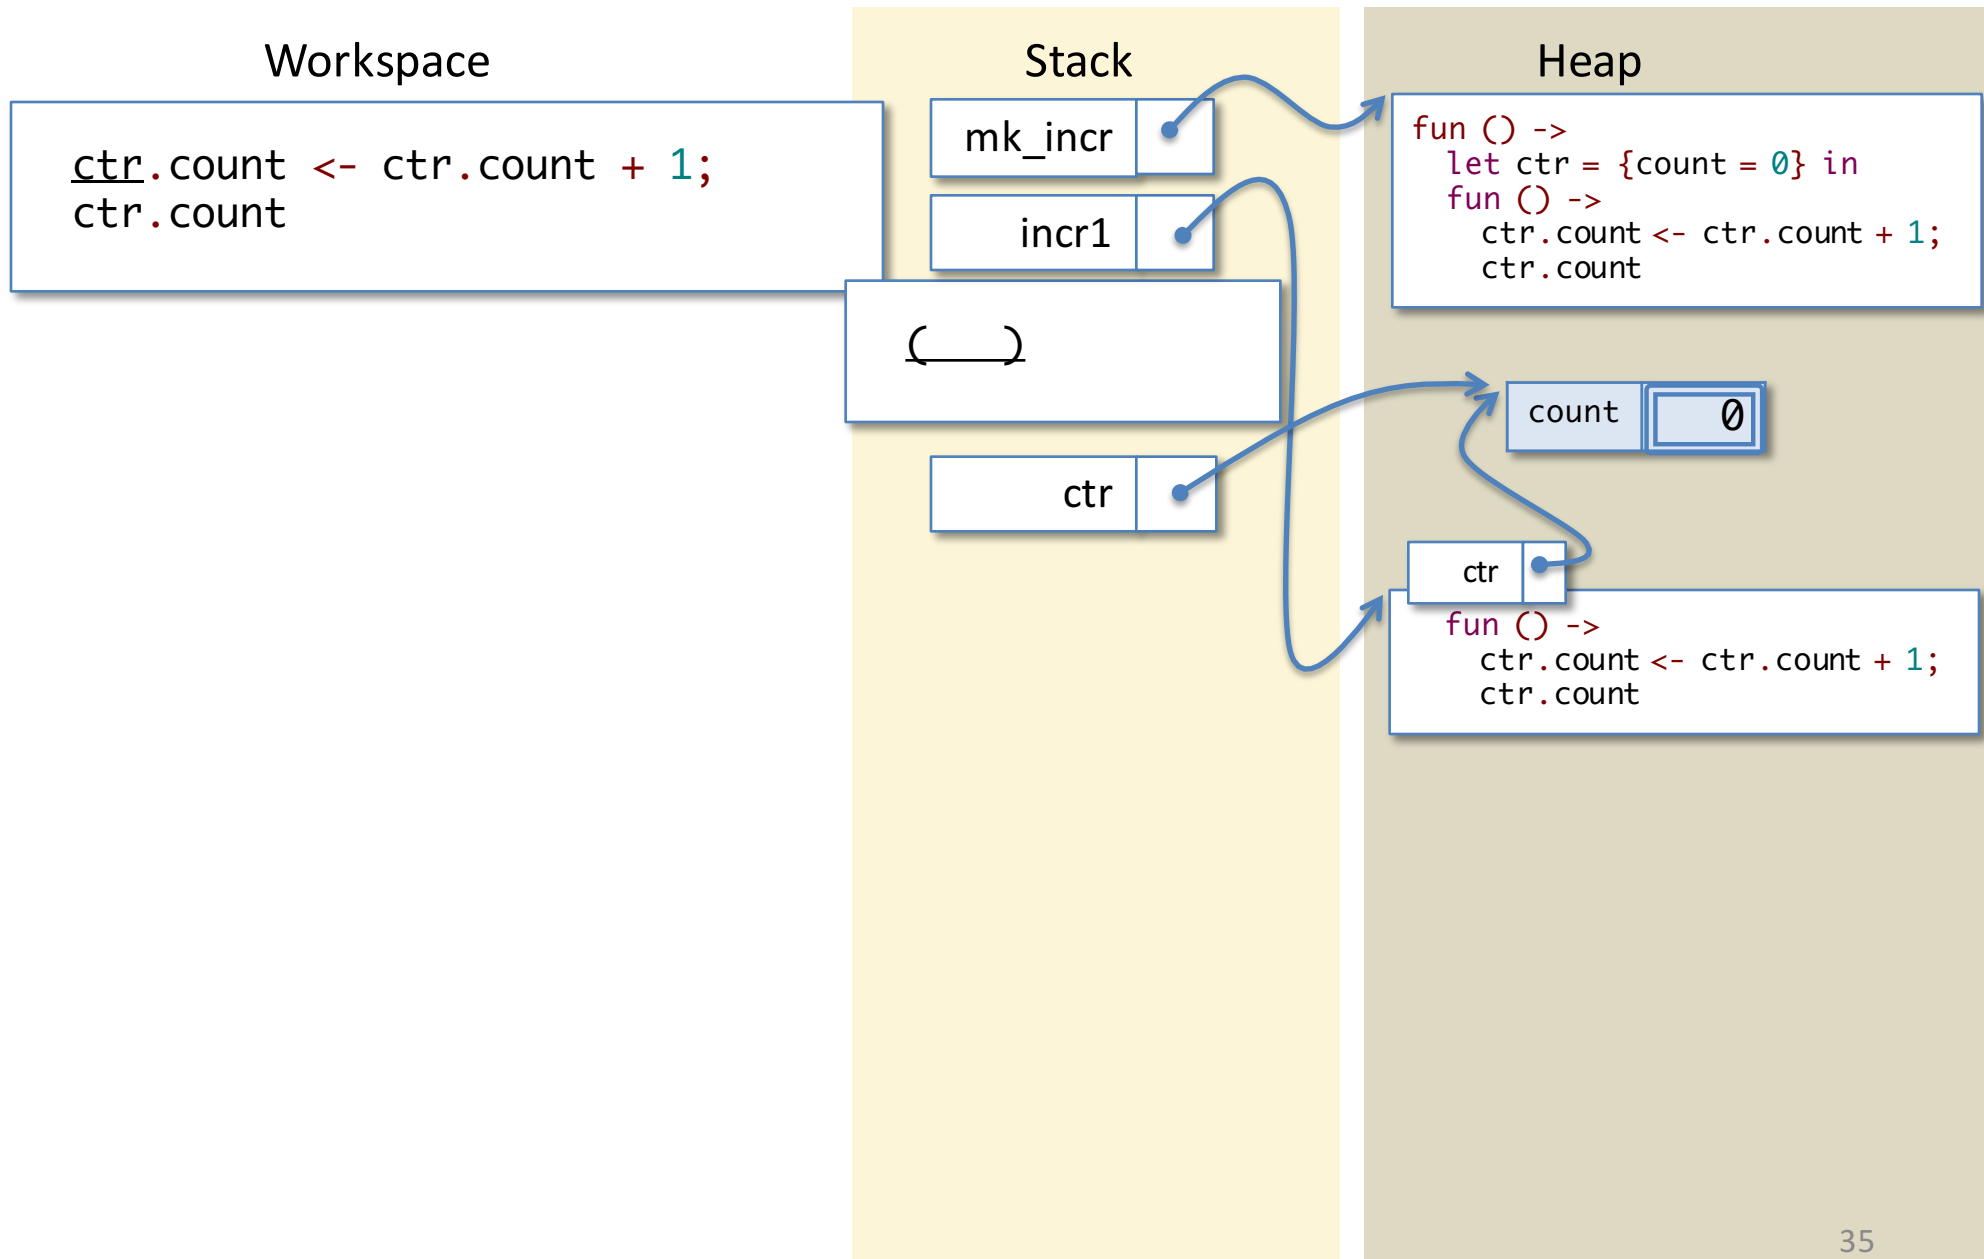 Workspace
Stack
Heap
ctr.count <- ctr.count + 1;
ctr.count
mk_incr
incr1
(    )
ctr
fun () ->
  let ctr = {count = 0} in
  fun () ->
    ctr.count <- ctr.count + 1;
    ctr.count
count 0
ctr
fun () ->
  ctr.count <- ctr.count + 1;
  ctr.count
35